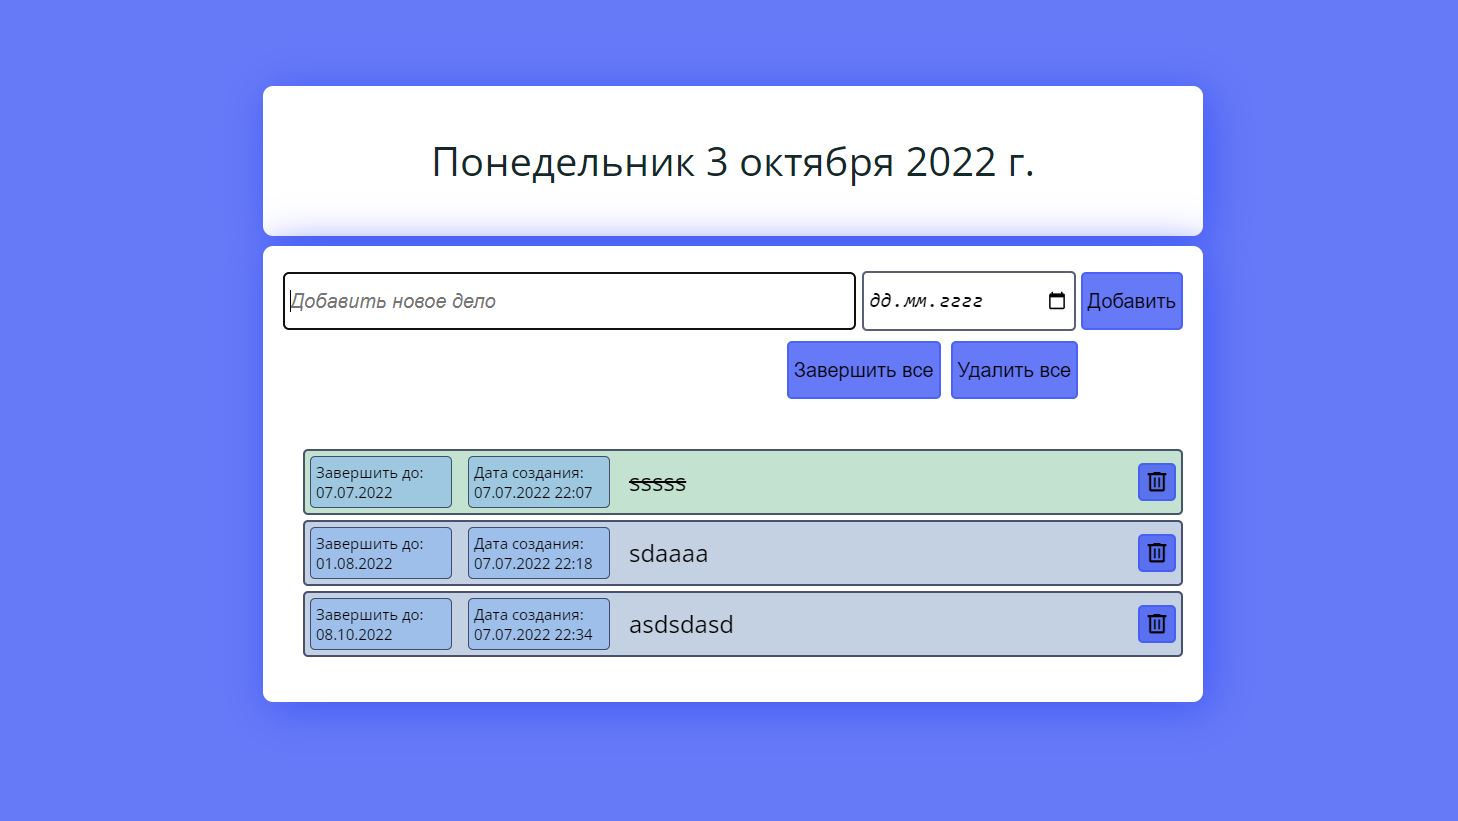 Понедельник 3 октября 2022 г.
Добавить новое дело
дд.мм.гггг
Добавить
Завершить все
Удалить все
Завершить до:
07.07.2022
Дата создания:
07.07.2022 22:07
sssss
Завершить до:
01.08.2022
Дата создания:
07.07.2022 22:18
sdaaaa
Завершить до:
08.10.2022
Дата создания:
07.07.2022 22:34
asdsdasd